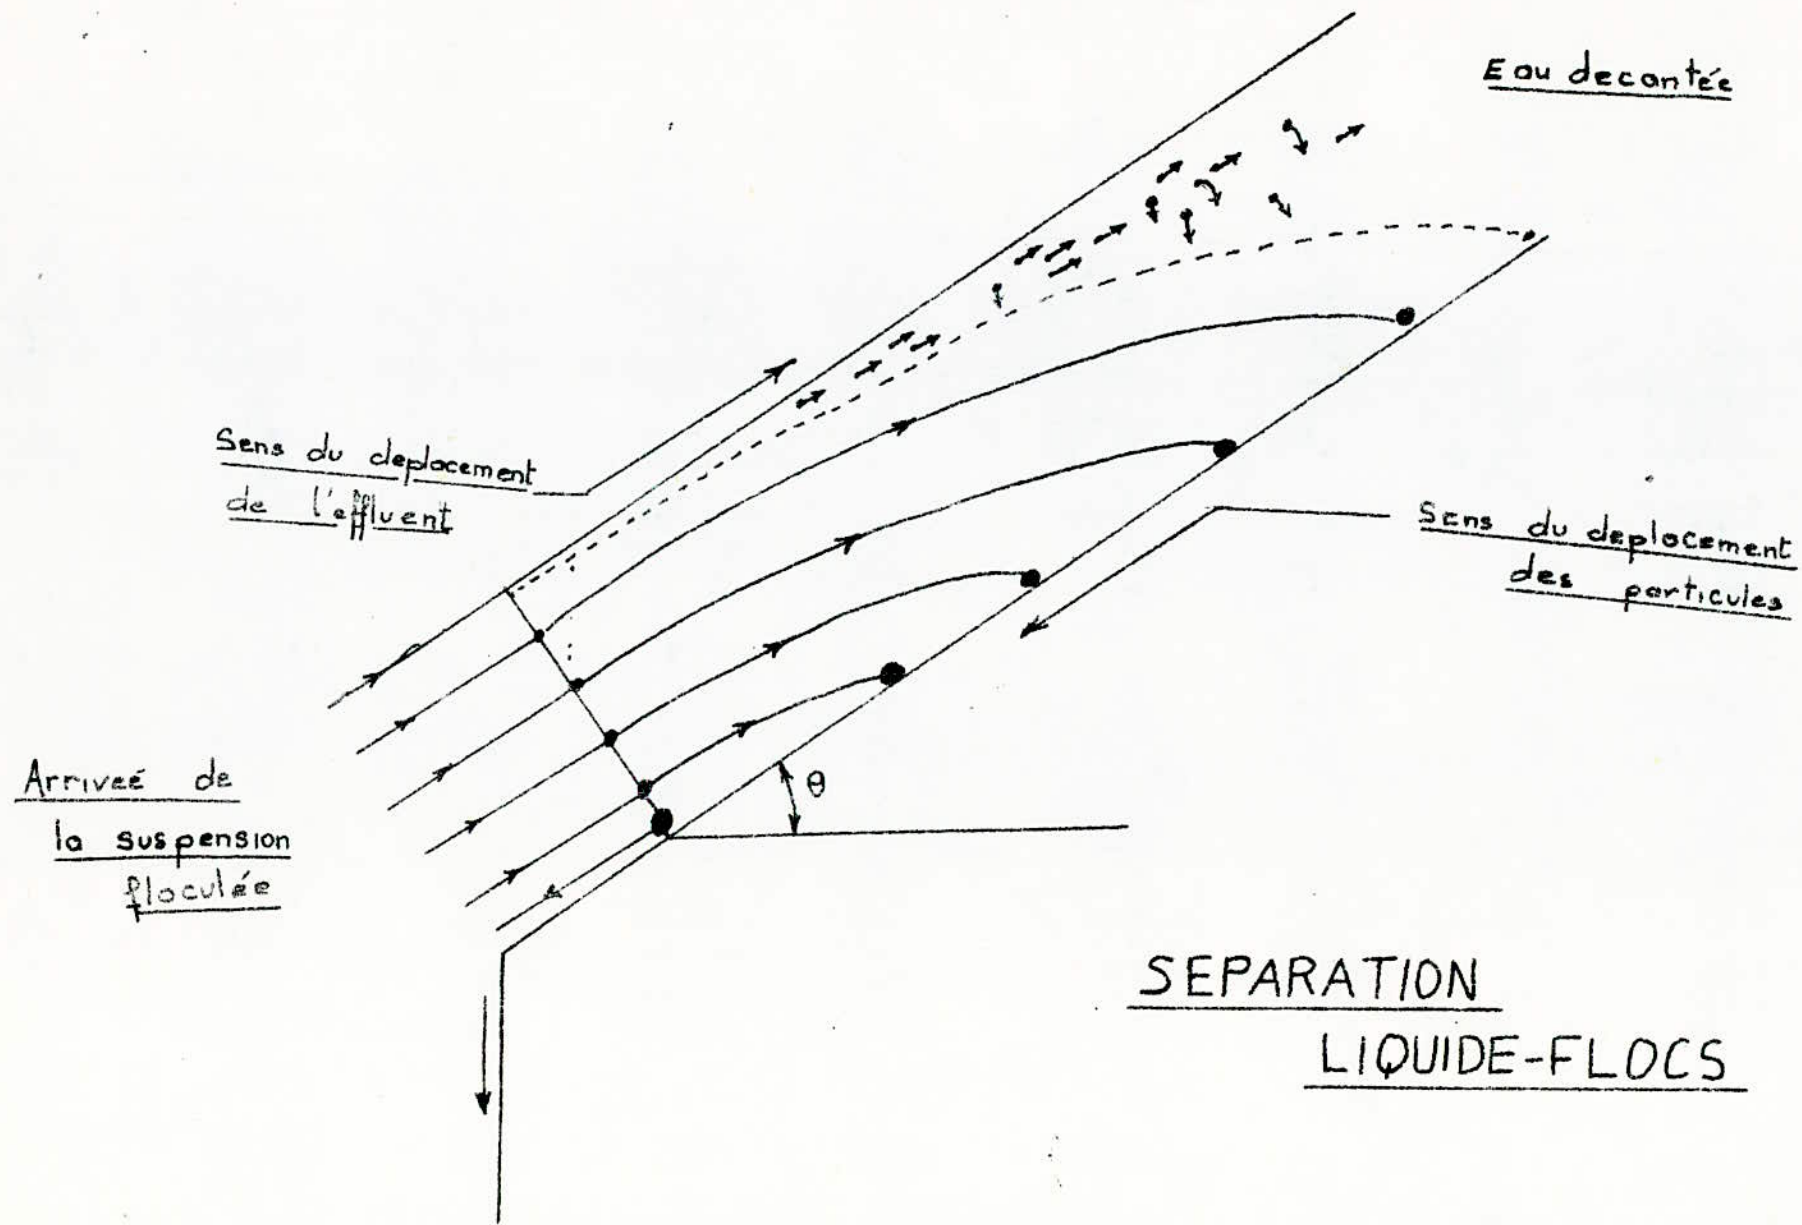 Eau decantée
Sens du deplacement
de l'effluent
Sens du deplacement
des particules
Arriveé de
la suspension
floculée
θ
SEPARATION
LIQUIDE-FLOCS